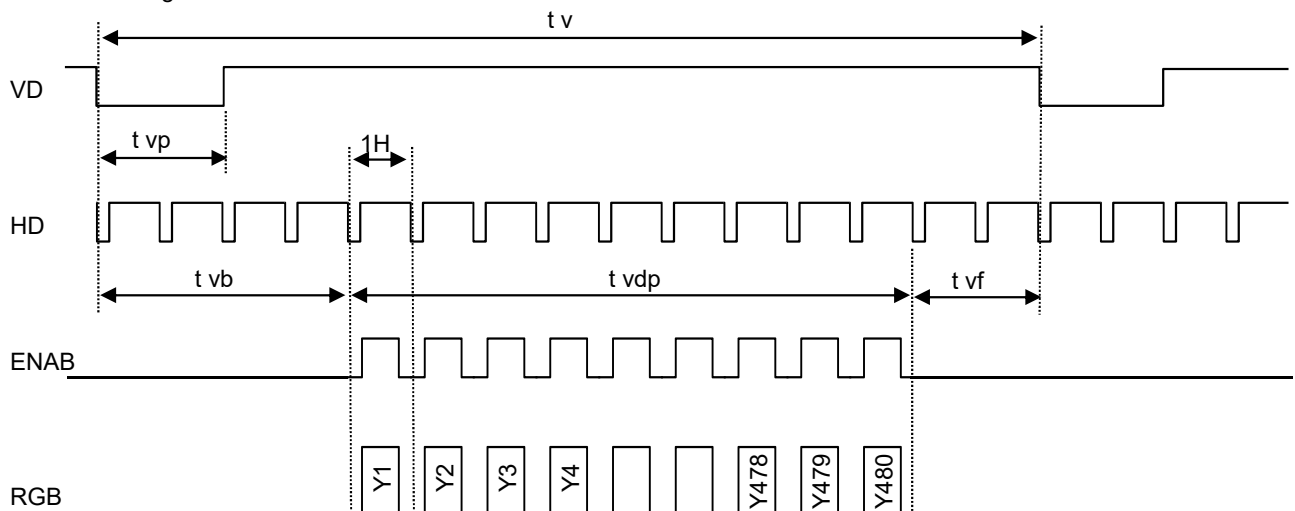 t v
VD
t vp
1H
HD
t vb
t vdp
t vf
ENAB
RGB
Y1
Y2
Y3
Y4
Y478
Y479
Y480